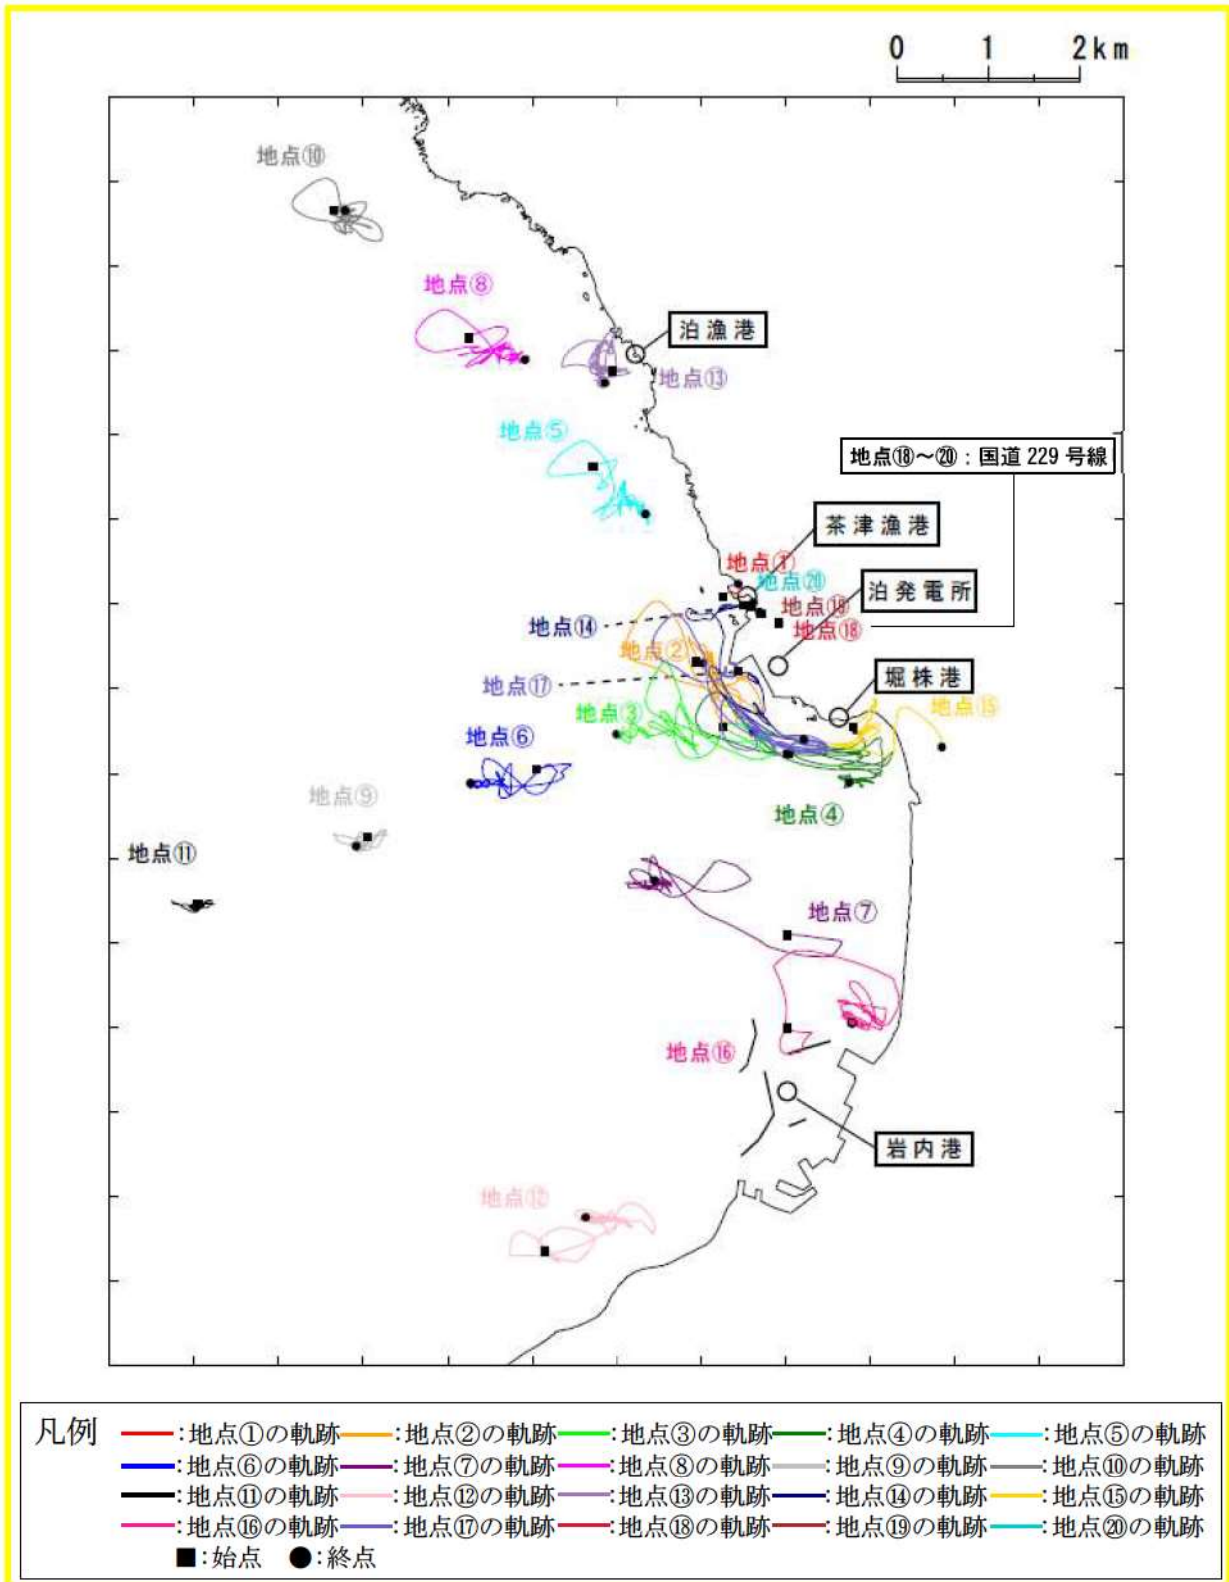 0 1 2km
地点⑩
地点⑧
泊漁港
地点⑬
地点⑤
地点⑱～⑳：国道 229 号線
茶津漁港
地点①
地点⑳
泊発電所
地点⑲
地点⑭
地点⑱
地点②
地点⑰
堀株港
地点⑮
地点③
地点⑥
地点⑨
地点④
地点⑪
地点⑦
地点⑯
岩内港
地点⑫
凡例 :地点①の軌跡 :地点②の軌跡 :地点③の軌跡 :地点④の軌跡 :地点⑤の軌跡
:地点⑥の軌跡 :地点⑦の軌跡 :地点⑧の軌跡 :地点⑨の軌跡 :地点⑩の軌跡
:地点⑪の軌跡 :地点⑫の軌跡 :地点⑬の軌跡 :地点⑭の軌跡 :地点⑮の軌跡
:地点⑯の軌跡 :地点⑰の軌跡 :地点⑱の軌跡 :地点⑲の軌跡 :地点⑳の軌跡
■:始点 ●:終点